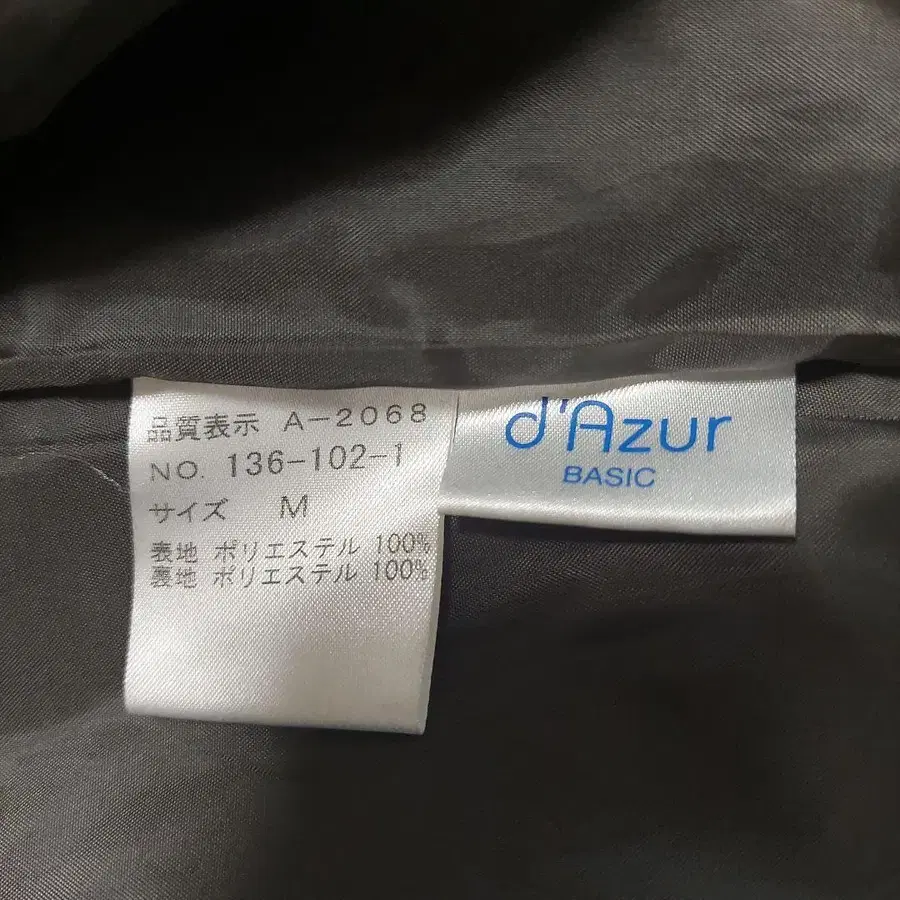 品質表示 A-2068
NO. 136-102-1
サイズ M
表地 ポリエステル 100%
裏地 ポリエステル 100%
d'Azur
BASIC